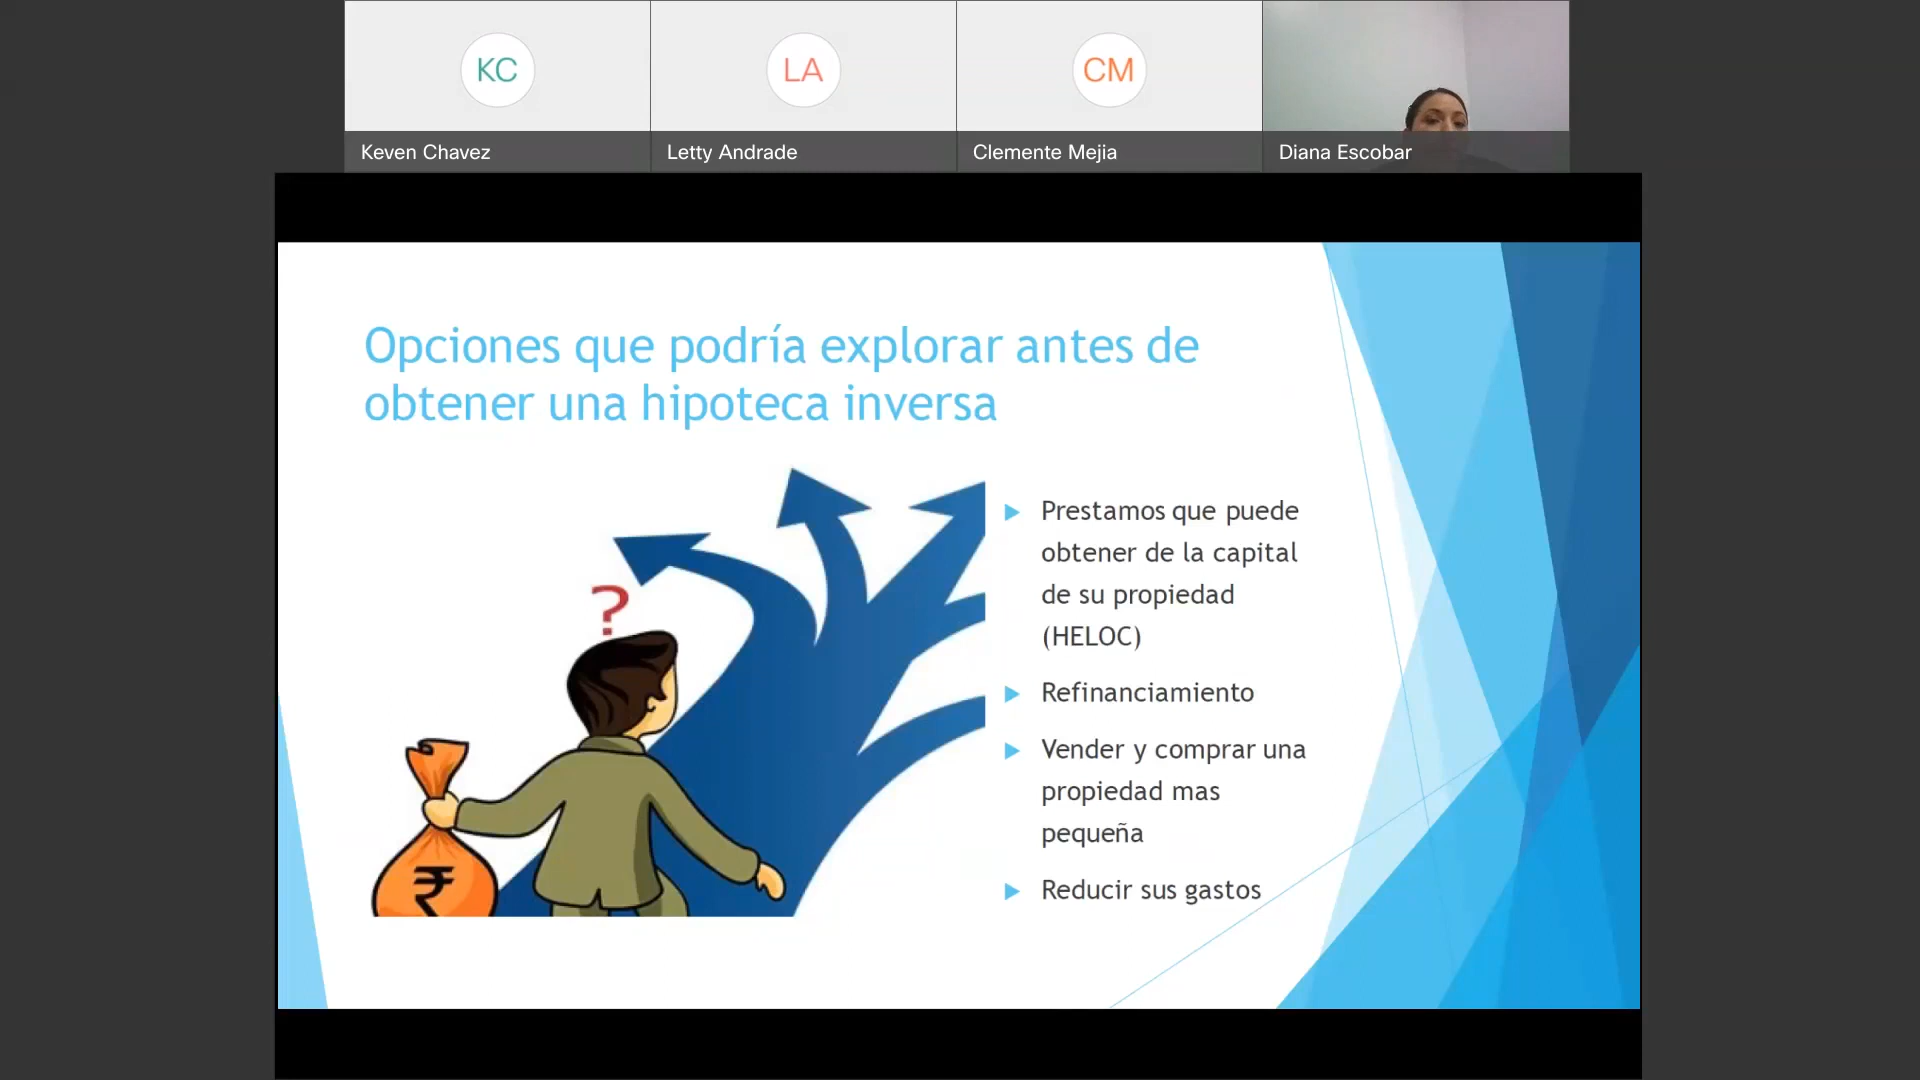 KC
LA
CM
Keven Chavez
Letty Andrade
Clemente Mejia
Diana Escobar
Opciones que podría explorar antes de
obtener una hipoteca inversa
?
₹
Prestamos que puede
obtener de la capital
de su propiedad
(HELOC)
Refinanciamiento
Vender y comprar una
propiedad mas
pequeña
Reducir sus gastos